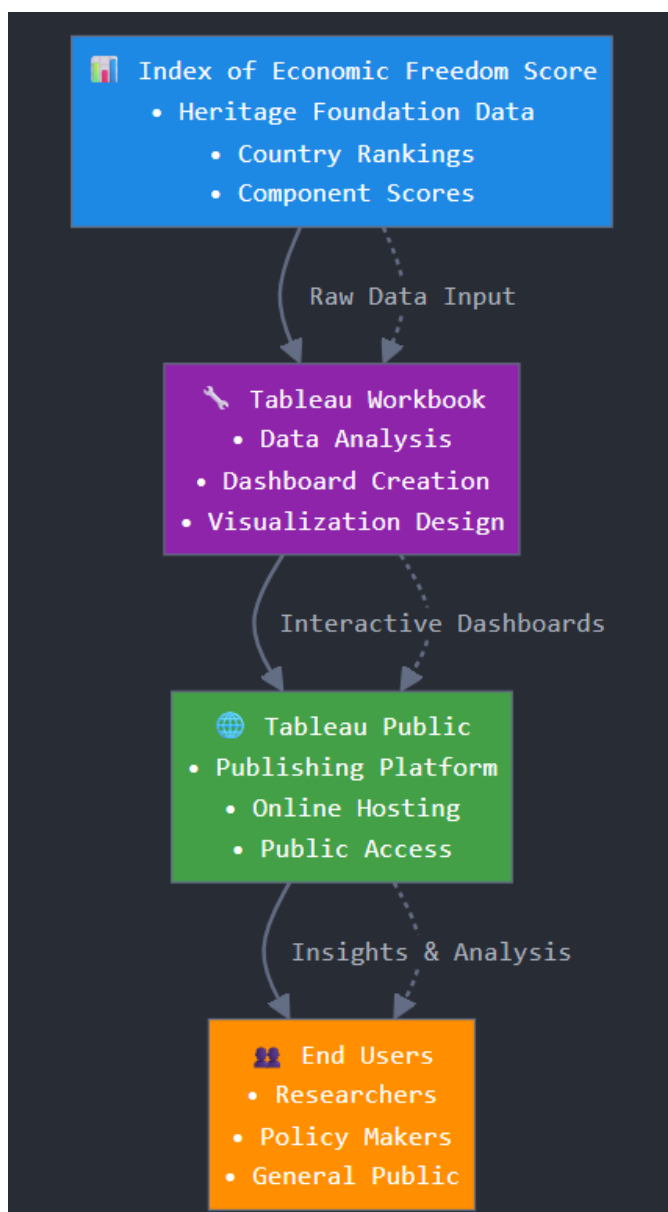 📊 Index of Economic Freedom Score
• Heritage Foundation Data
• Country Rankings
• Component Scores
Raw Data Input
🔧 Tableau Workbook
• Data Analysis
• Dashboard Creation
• Visualization Design
Interactive Dashboards
🌐 Tableau Public
• Publishing Platform
• Online Hosting
• Public Access
Insights & Analysis
👥 End Users
• Researchers
• Policy Makers
• General Public